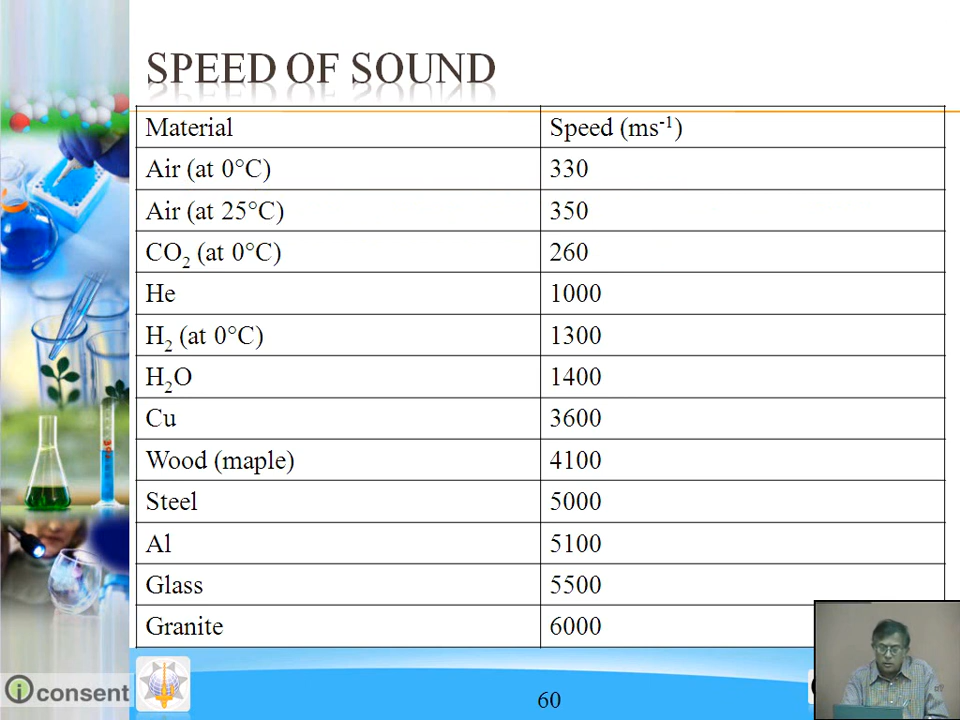 SPEED OF SOUND
Material Speed (ms⁻¹)
Air (at 0°C) 330
Air (at 25°C) 350
CO₂ (at 0°C) 260
He 1000
H₂ (at 0°C) 1300
H₂O 1400
Cu 3600
Wood (maple) 4100
Steel 5000
Al 5100
Glass 5500
Granite 6000
i consent
60